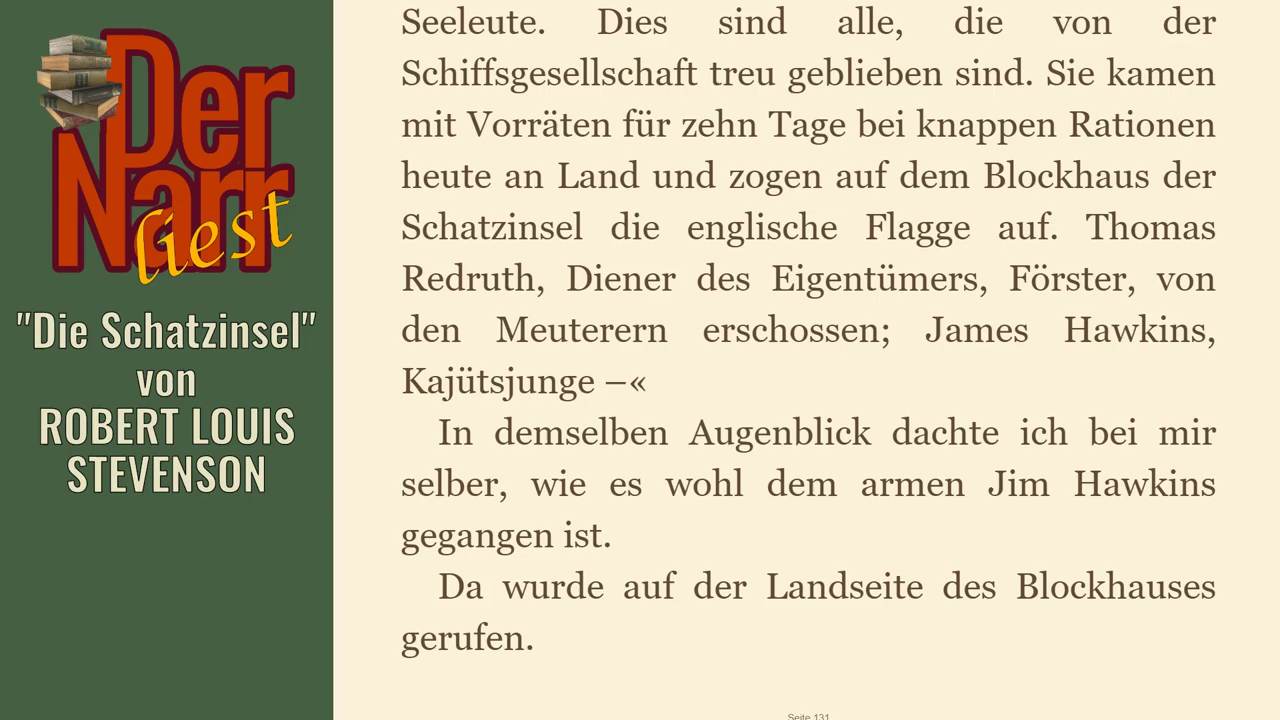 Der
Narr
liest
"Die Schatzinsel"
von
ROBERT LOUIS
STEVENSON
Seeleute. Dies sind alle, die von der
Schiffsgesellschaft treu geblieben sind. Sie kamen
mit Vorräten für zehn Tage bei knappen Rationen
heute an Land und zogen auf dem Blockhaus der
Schatzinsel die englische Flagge auf. Thomas
Redruth, Diener des Eigentümers, Förster, von
den Meuterern erschossen; James Hawkins,
Kajütsjunge –«
In demselben Augenblick dachte ich bei mir
selber, wie es wohl dem armen Jim Hawkins
gegangen ist.
Da wurde auf der Landseite des Blockhauses
gerufen.
Seite 131